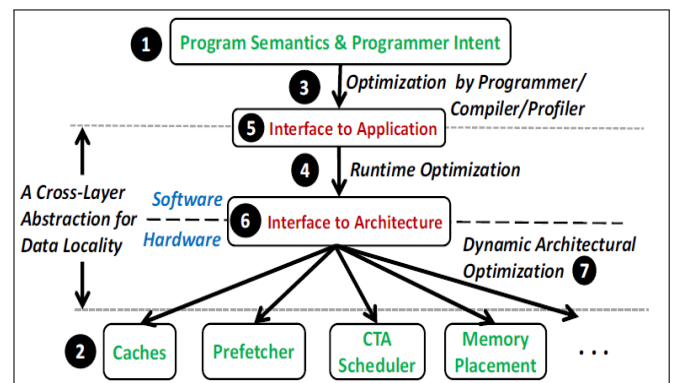 1 Program Semantics & Programmer Intent
3 Optimization by Programmer/
Compiler/Profiler
5 Interface to Application
4 Runtime Optimization
A Cross-Layer
Abstraction for
Data Locality
Software
Hardware
6 Interface to Architecture
Dynamic Architectural
Optimization 7
2 Caches
Prefetcher
CTA
Scheduler
Memory
Placement
...